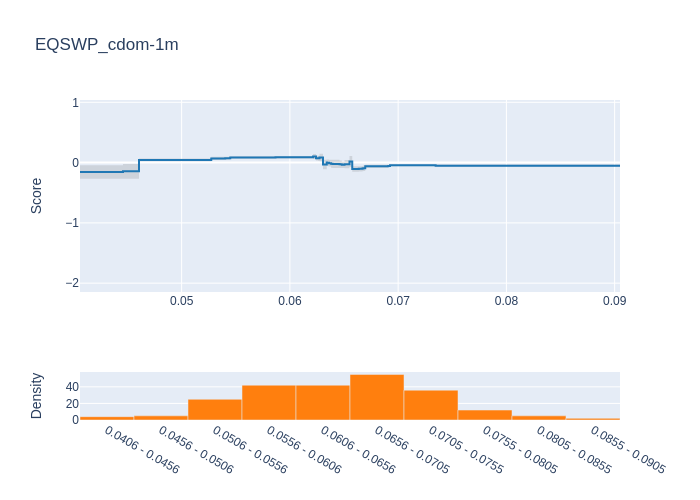 EQSWP_cdom-1m
1
0
−1
−2
Score
0.05 0.06 0.07 0.08 0.09
40
20
0
Density
0.0406 - 0.0456
0.0456 - 0.0506
0.0506 - 0.0556
0.0556 - 0.0606
0.0606 - 0.0656
0.0656 - 0.0705
0.0705 - 0.0755
0.0755 - 0.0805
0.0805 - 0.0855
0.0855 - 0.0905